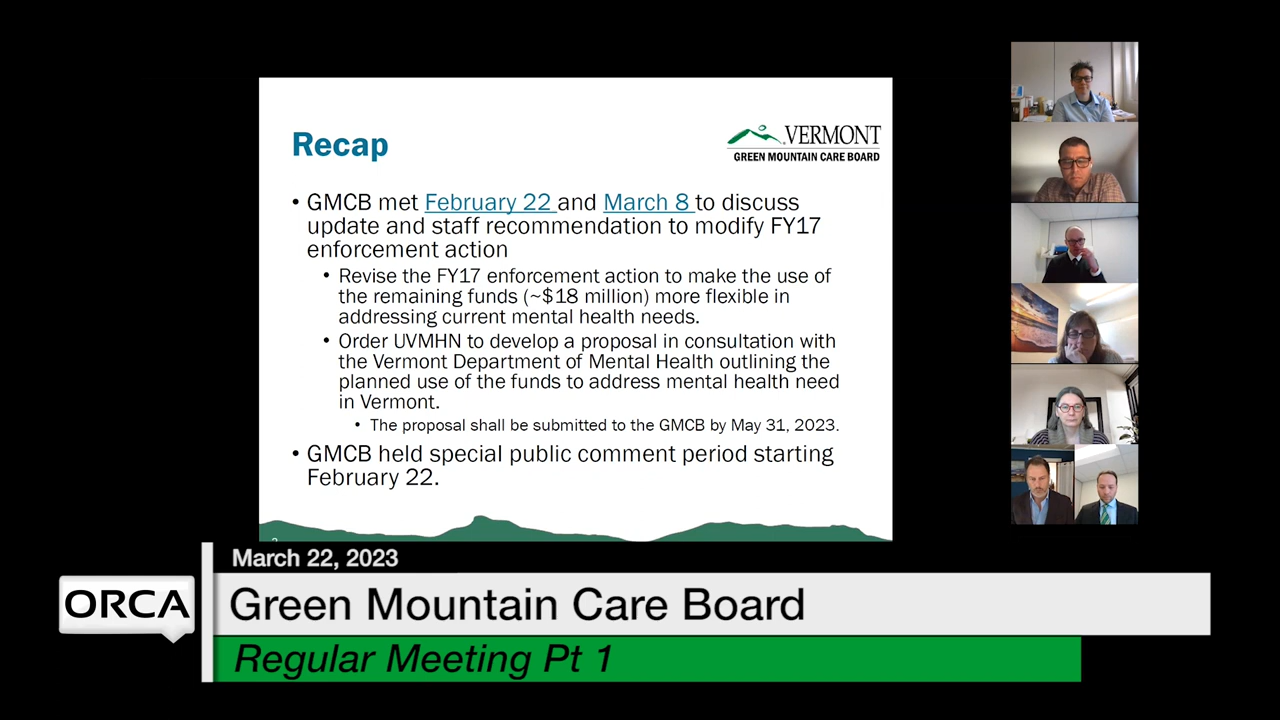 Recap
VERMONT
GREEN MOUNTAIN CARE BOARD
• GMCB met February 22 and March 8 to discuss
update and staff recommendation to modify FY17
enforcement action
• Revise the FY17 enforcement action to make the use of
the remaining funds (~$18 million) more flexible in
addressing current mental health needs.
• Order UVMHN to develop a proposal in consultation with
the Vermont Department of Mental Health outlining the
planned use of the funds to address mental health need
in Vermont.
• The proposal shall be submitted to the GMCB by May 31, 2023.
• GMCB held special public comment period starting
February 22.
March 22, 2023
ORCA
Green Mountain Care Board
Regular Meeting Pt 1